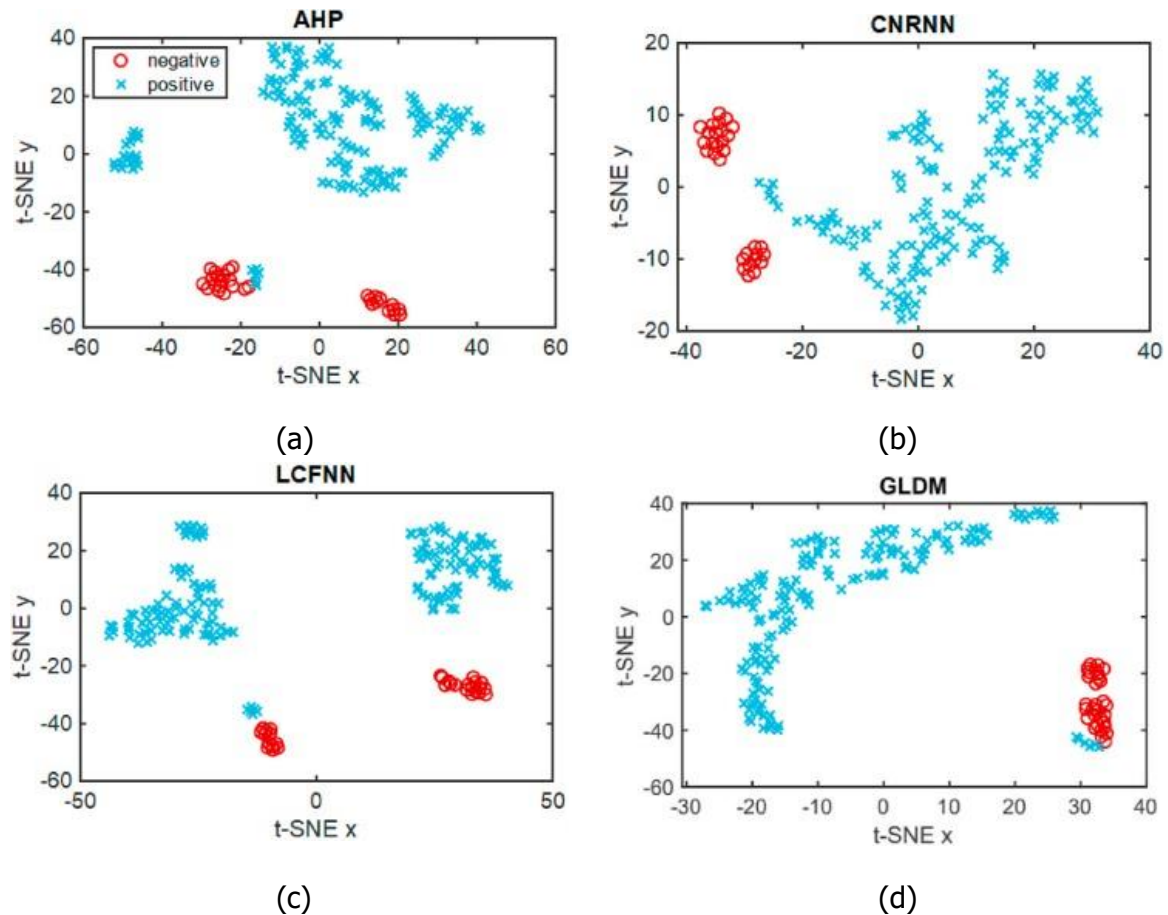 AHP
40
20
0
-20
-40
-60
t-SNE y
negative
positive
-60 -40 -20 0 20 40 60
t-SNE x
(a)
CNRNN
20
10
0
-10
-20
t-SNE y
-40 -20 0 20 40
t-SNE x
(b)
LCFNN
40
20
0
-20
-40
-60
t-SNE y
-50 0 50
t-SNE x
(c)
GLDM
40
20
0
-20
-40
-60
t-SNE y
-30 -20 -10 0 10 20 30 40
t-SNE x
(d)